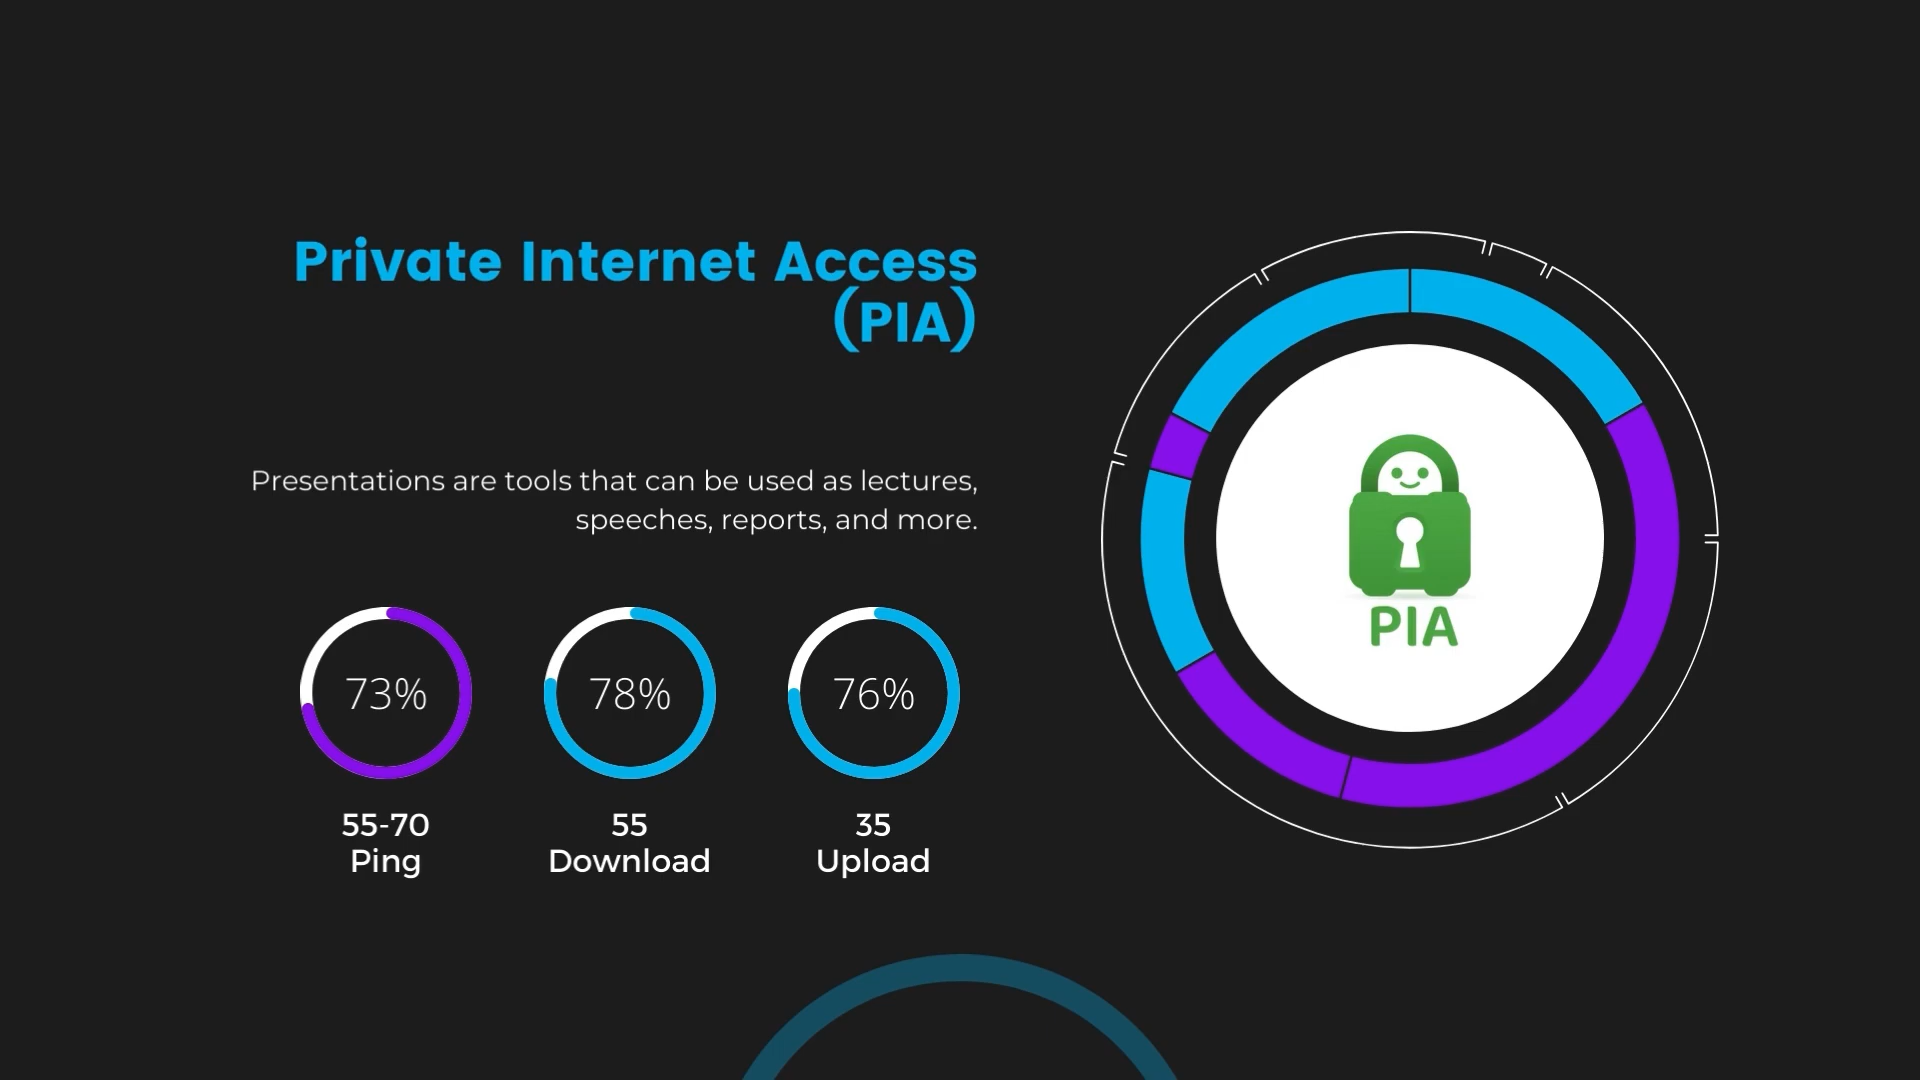 Private Internet Access
(PIA)
Presentations are tools that can be used as lectures,
speeches, reports, and more.
73%
78%
76%
55-70
Ping
55
Download
35
Upload
PIA